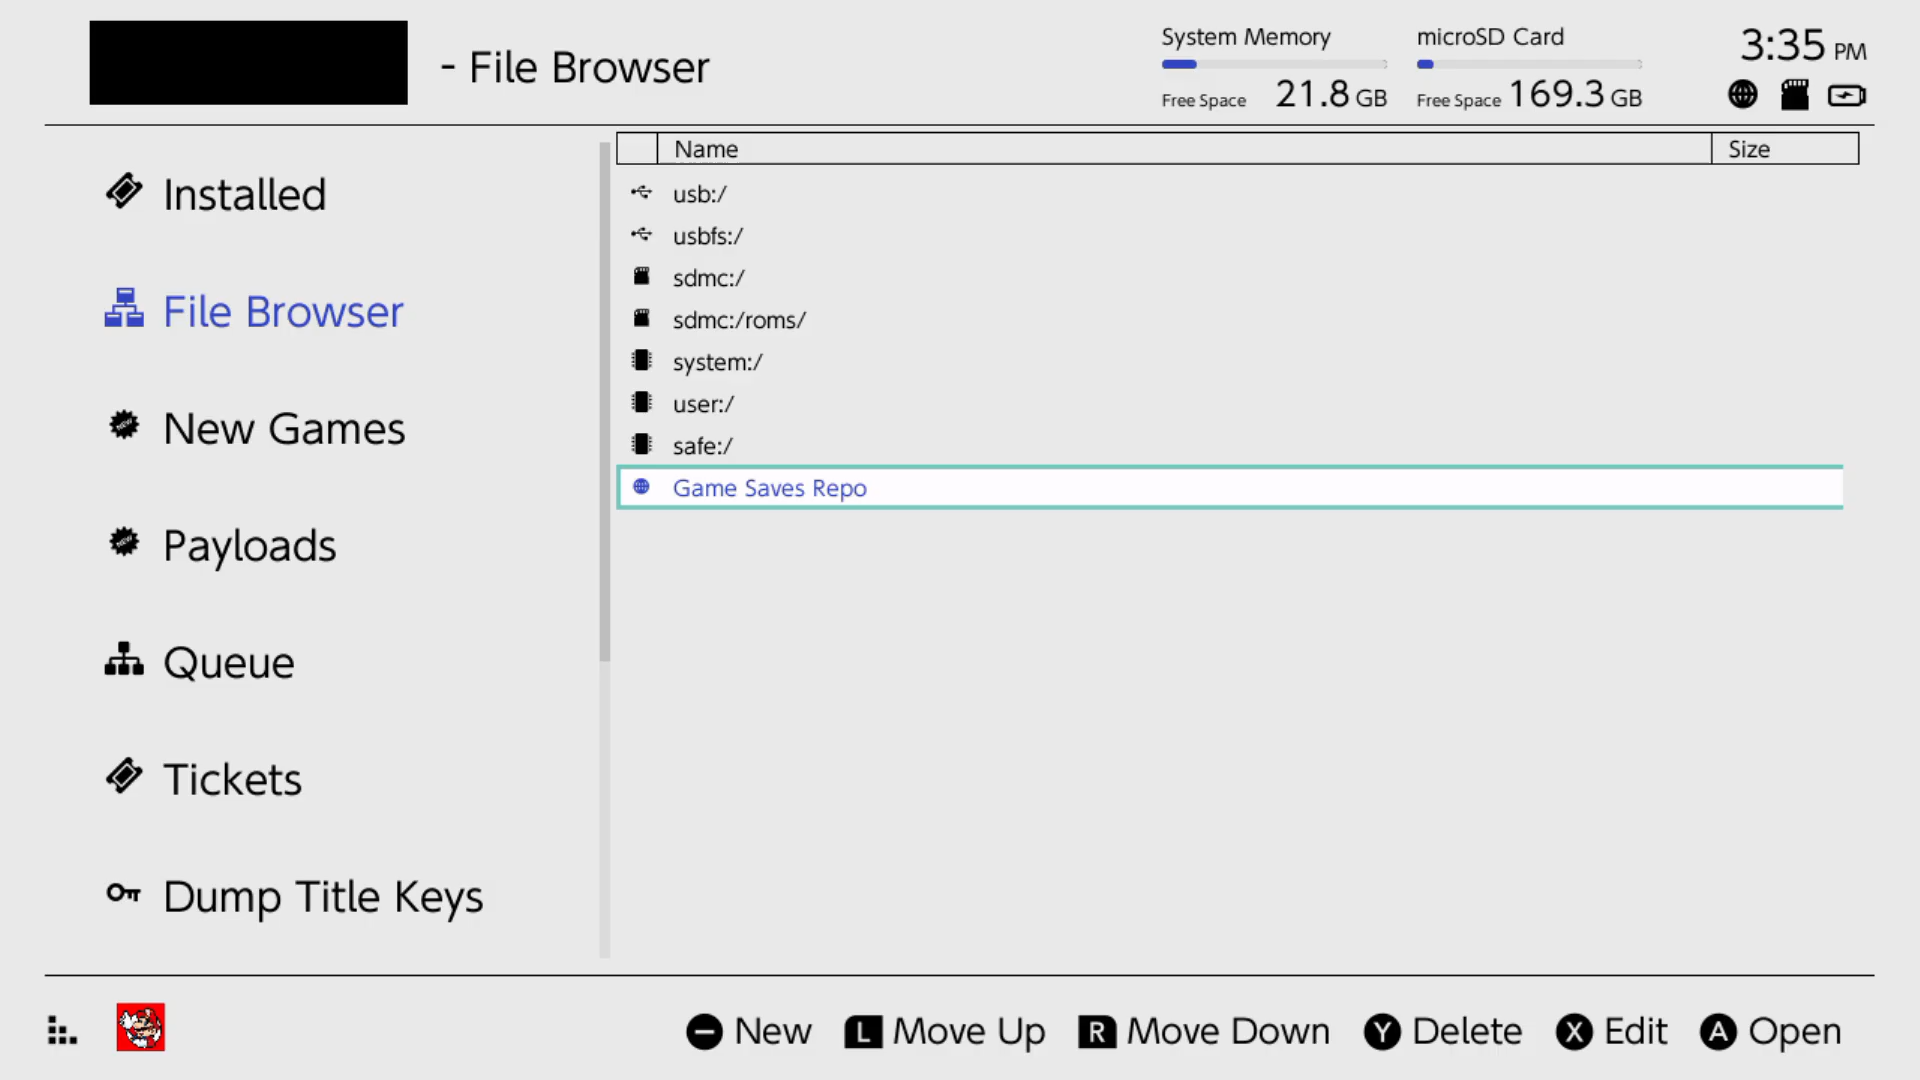 - File Browser
System Memory
Free Space 21.8 GB
microSD Card
Free Space 169.3 GB
3:35 PM
Installed
File Browser
New Games
Payloads
Queue
Tickets
Dump Title Keys
Name Size
usb:/
usbfs:/
sdmc:/
sdmc:/roms/
system:/
user:/
safe:/
Game Saves Repo
New L Move Up R Move Down Y Delete X Edit A Open